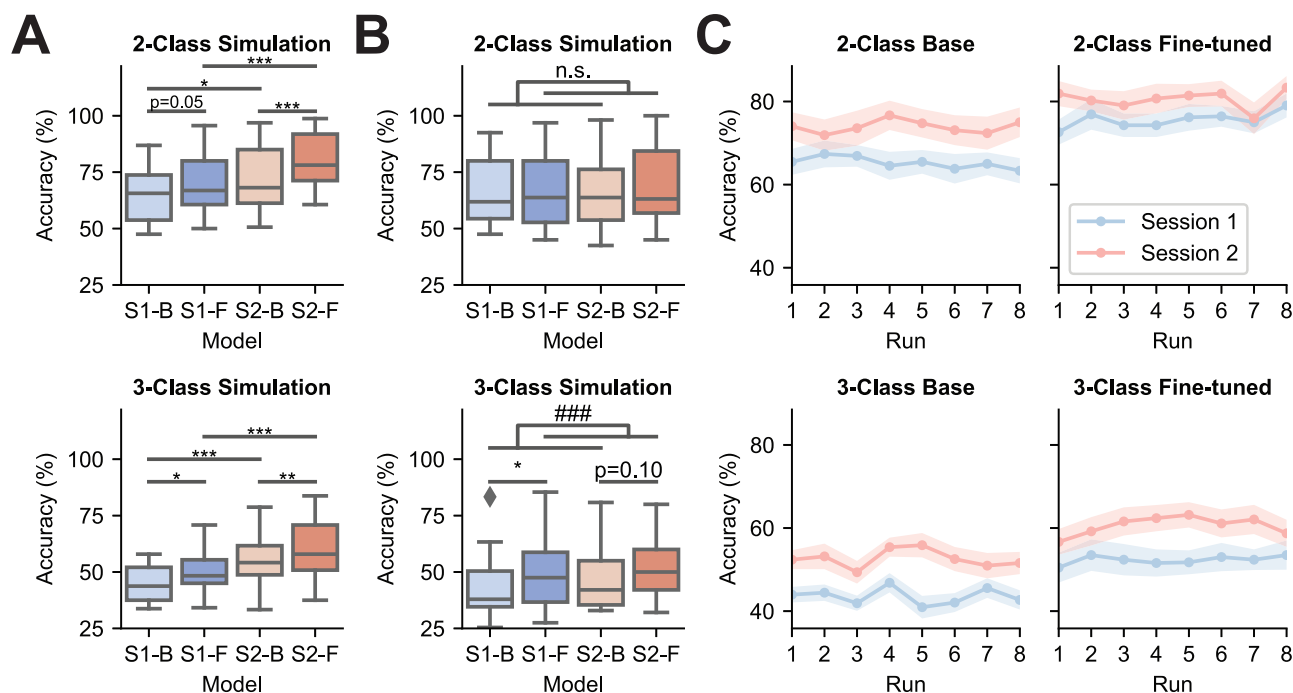 A
B
C
2-Class Simulation
***
*
p=0.05
***
Accuracy (%)
100
75
50
25
S1-B S1-F S2-B S2-F
Model
2-Class Simulation
n.s.
Accuracy (%)
100
75
50
25
S1-B S1-F S2-B S2-F
Model
2-Class Base
Accuracy (%)
80
60
40
1 2 3 4 5 6 7 8
Run
2-Class Fine-tuned
Session 1
Session 2
1 2 3 4 5 6 7 8
Run
3-Class Simulation
***
***
*
**
Accuracy (%)
100
75
50
25
S1-B S1-F S2-B S2-F
Model
3-Class Simulation
###
*
p=0.10
Accuracy (%)
100
75
50
25
S1-B S1-F S2-B S2-F
Model
3-Class Base
Accuracy (%)
80
60
40
1 2 3 4 5 6 7 8
Run
3-Class Fine-tuned
1 2 3 4 5 6 7 8
Run